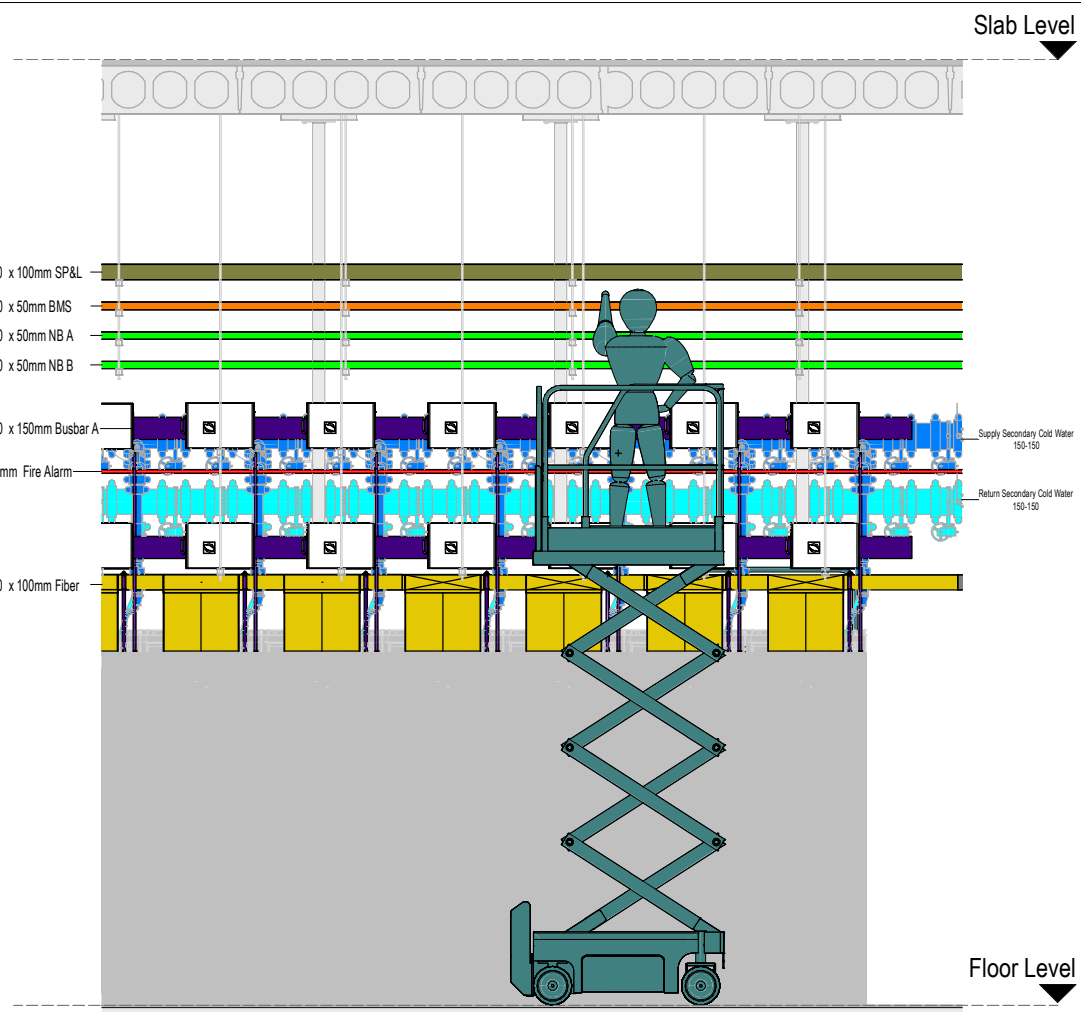 Slab Level
0 x 100mm SP&L
0 x 50mm BMS
0 x 50mm NB A
0 x 50mm NB B
0 x 150mm Busbar A
Supply Secondary Cold Water
150-150
mm Fire Alarm
Return Secondary Cold Water
150-150
0 x 100mm Fiber
Floor Level